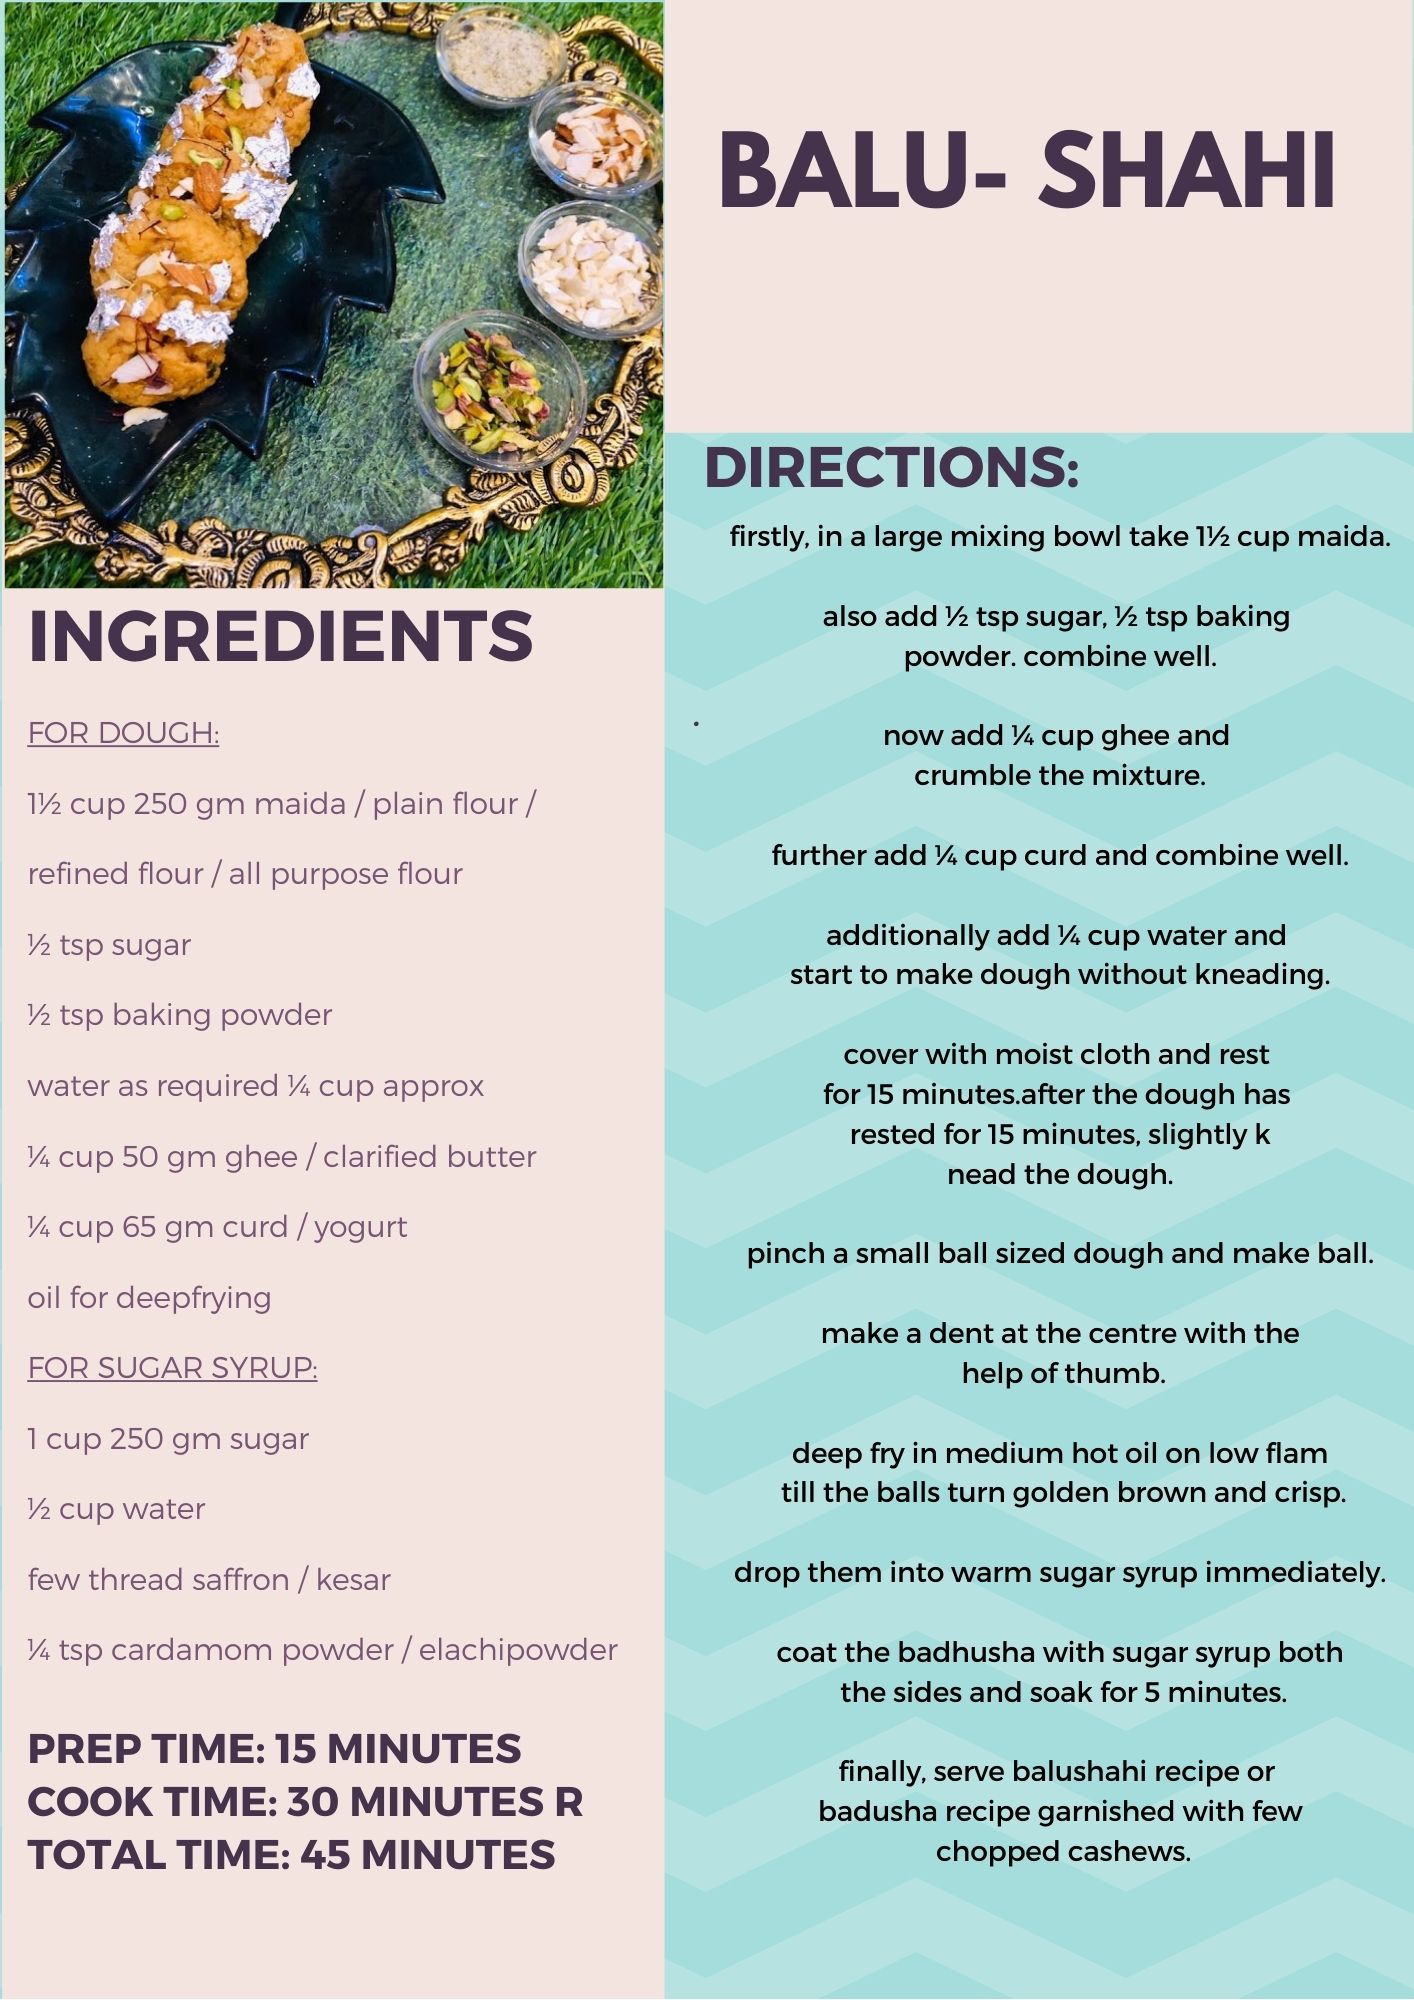 BALU- SHAHI
INGREDIENTS
FOR DOUGH:
1½ cup 250 gm maida / plain flour /
refined flour / all purpose flour
½ tsp sugar
½ tsp baking powder
water as required ¼ cup approx
¼ cup 50 gm ghee / clarified butter
¼ cup 65 gm curd / yogurt
oil for deepfrying
FOR SUGAR SYRUP:
1 cup 250 gm sugar
½ cup water
few thread saffron / kesar
¼ tsp cardamom powder / elachipowder
PREP TIME: 15 MINUTES
COOK TIME: 30 MINUTES R
TOTAL TIME: 45 MINUTES
DIRECTIONS:
firstly, in a large mixing bowl take 1½ cup maida.
also add ½ tsp sugar, ½ tsp baking
powder. combine well.
now add ¼ cup ghee and
crumble the mixture.
further add ¼ cup curd and combine well.
additionally add ¼ cup water and
start to make dough without kneading.
cover with moist cloth and rest
for 15 minutes.after the dough has
rested for 15 minutes, slightly k
nead the dough.
pinch a small ball sized dough and make ball.
make a dent at the centre with the
help of thumb.
deep fry in medium hot oil on low flam
till the balls turn golden brown and crisp.
drop them into warm sugar syrup immediately.
coat the badhusha with sugar syrup both
the sides and soak for 5 minutes.
finally, serve balushahi recipe or
badusha recipe garnished with few
chopped cashews.